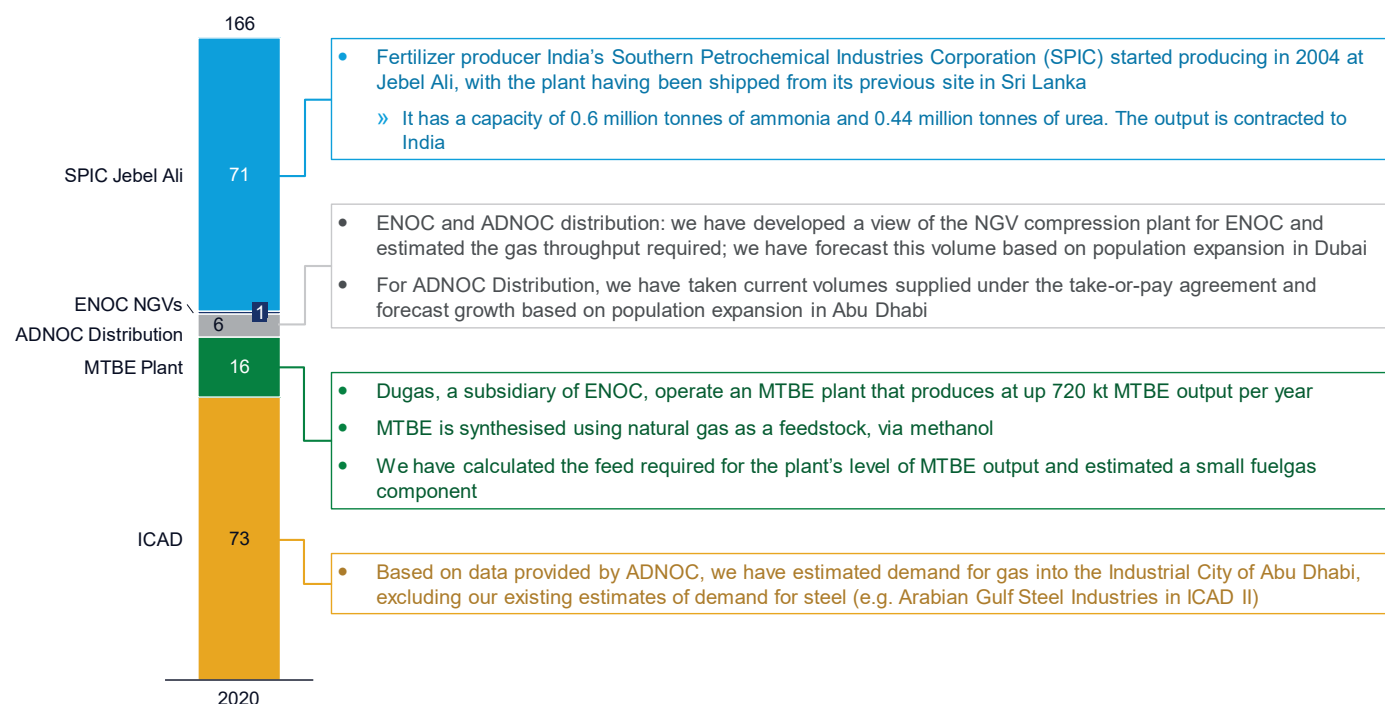 166
• Fertilizer producer India’s Southern Petrochemical Industries Corporation (SPIC) started producing in 2004 at
Jebel Ali, with the plant having been shipped from its previous site in Sri Lanka
» It has a capacity of 0.6 million tonnes of ammonia and 0.44 million tonnes of urea. The output is contracted to
India
SPIC Jebel Ali
71
• ENOC and ADNOC distribution: we have developed a view of the NGV compression plant for ENOC and
estimated the gas throughput required; we have forecast this volume based on population expansion in Dubai
• For ADNOC Distribution, we have taken current volumes supplied under the take-or-pay agreement and
forecast growth based on population expansion in Abu Dhabi
ENOC NGVs
1
ADNOC Distribution
6
MTBE Plant
16
• Dugas, a subsidiary of ENOC, operate an MTBE plant that produces at up 720 kt MTBE output per year
• MTBE is synthesised using natural gas as a feedstock, via methanol
• We have calculated the feed required for the plant’s level of MTBE output and estimated a small fuelgas
component
ICAD
73
• Based on data provided by ADNOC, we have estimated demand for gas into the Industrial City of Abu Dhabi,
excluding our existing estimates of demand for steel (e.g. Arabian Gulf Steel Industries in ICAD II)
2020